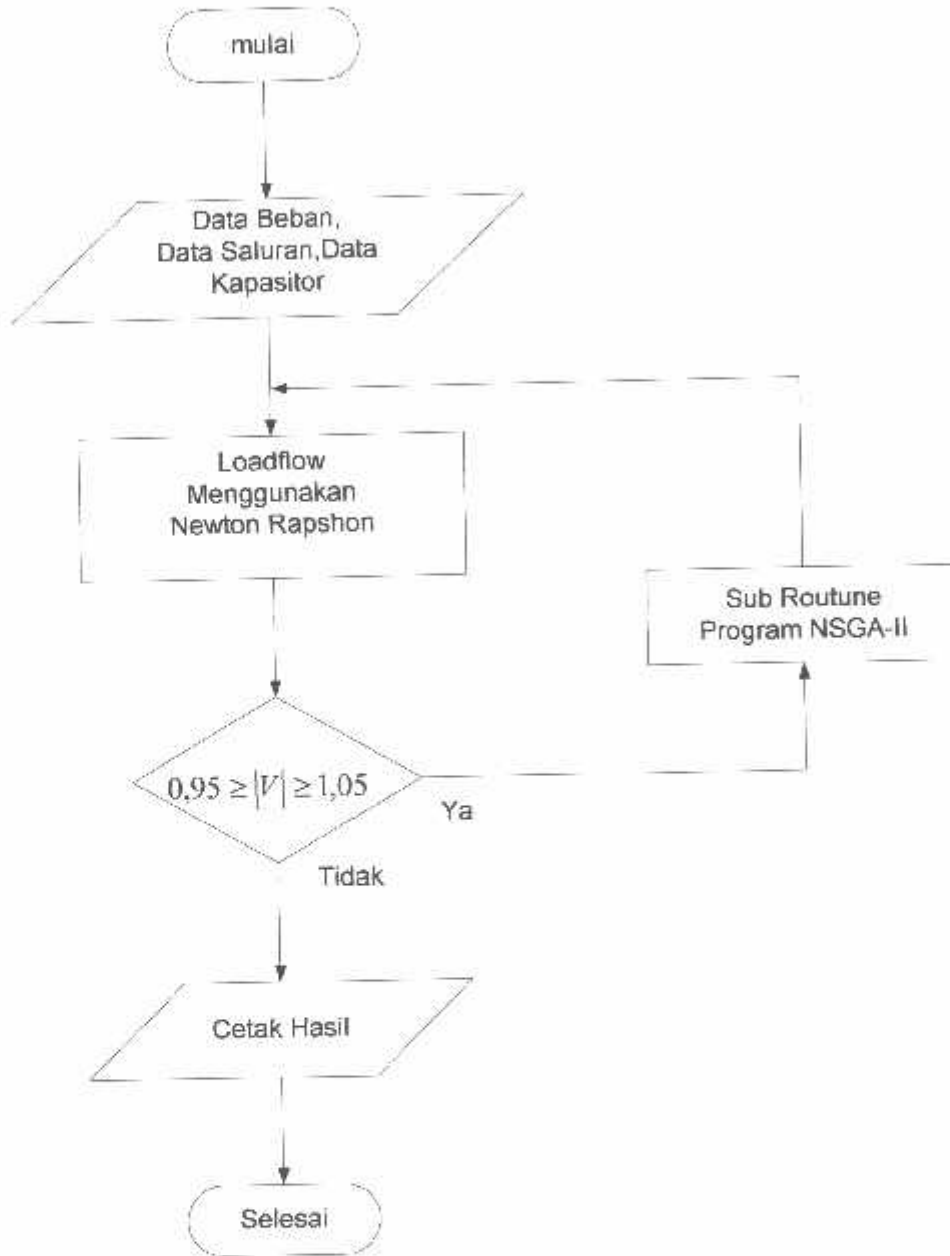 mulai
Data Beban,
Data Saluran,Data
Kapasitor
Loadflow
Menggunakan
Newton Rapshon
Sub Routune
Program NSGA-II
0,95 ≥ |V| ≥ 1,05
Ya
Tidak
Cetak Hasil
Selesai